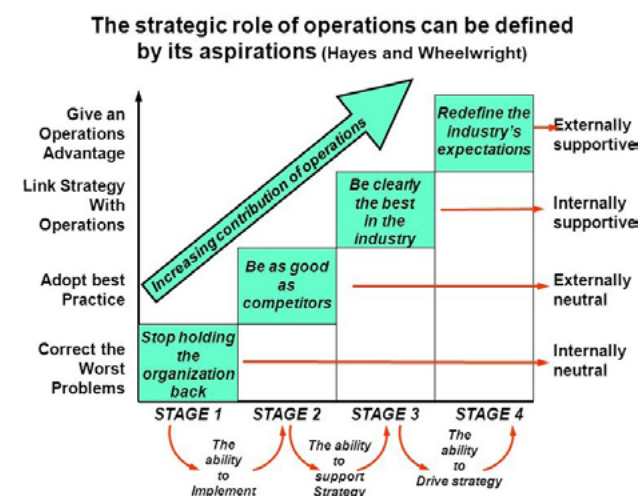 The strategic role of operations can be defined
by its aspirations (Hayes and Wheelwright)
Give an
Operations
Advantage
Link Strategy
With
Operations
Adopt best
Practice
Correct the
Worst
Problems
Increasing contribution of operations
Redefine the
industry's
expectations
Be clearly
the best
in the
industry
Be as good
as
competitors
Stop holding
the
organization
back
Externally
supportive
Internally
supportive
Externally
neutral
Internally
neutral
STAGE 1
STAGE 2
STAGE 3
STAGE 4
The
ability
to
Implement
The
ability
to
support
Strategy
The
ability
to
Drive strategy